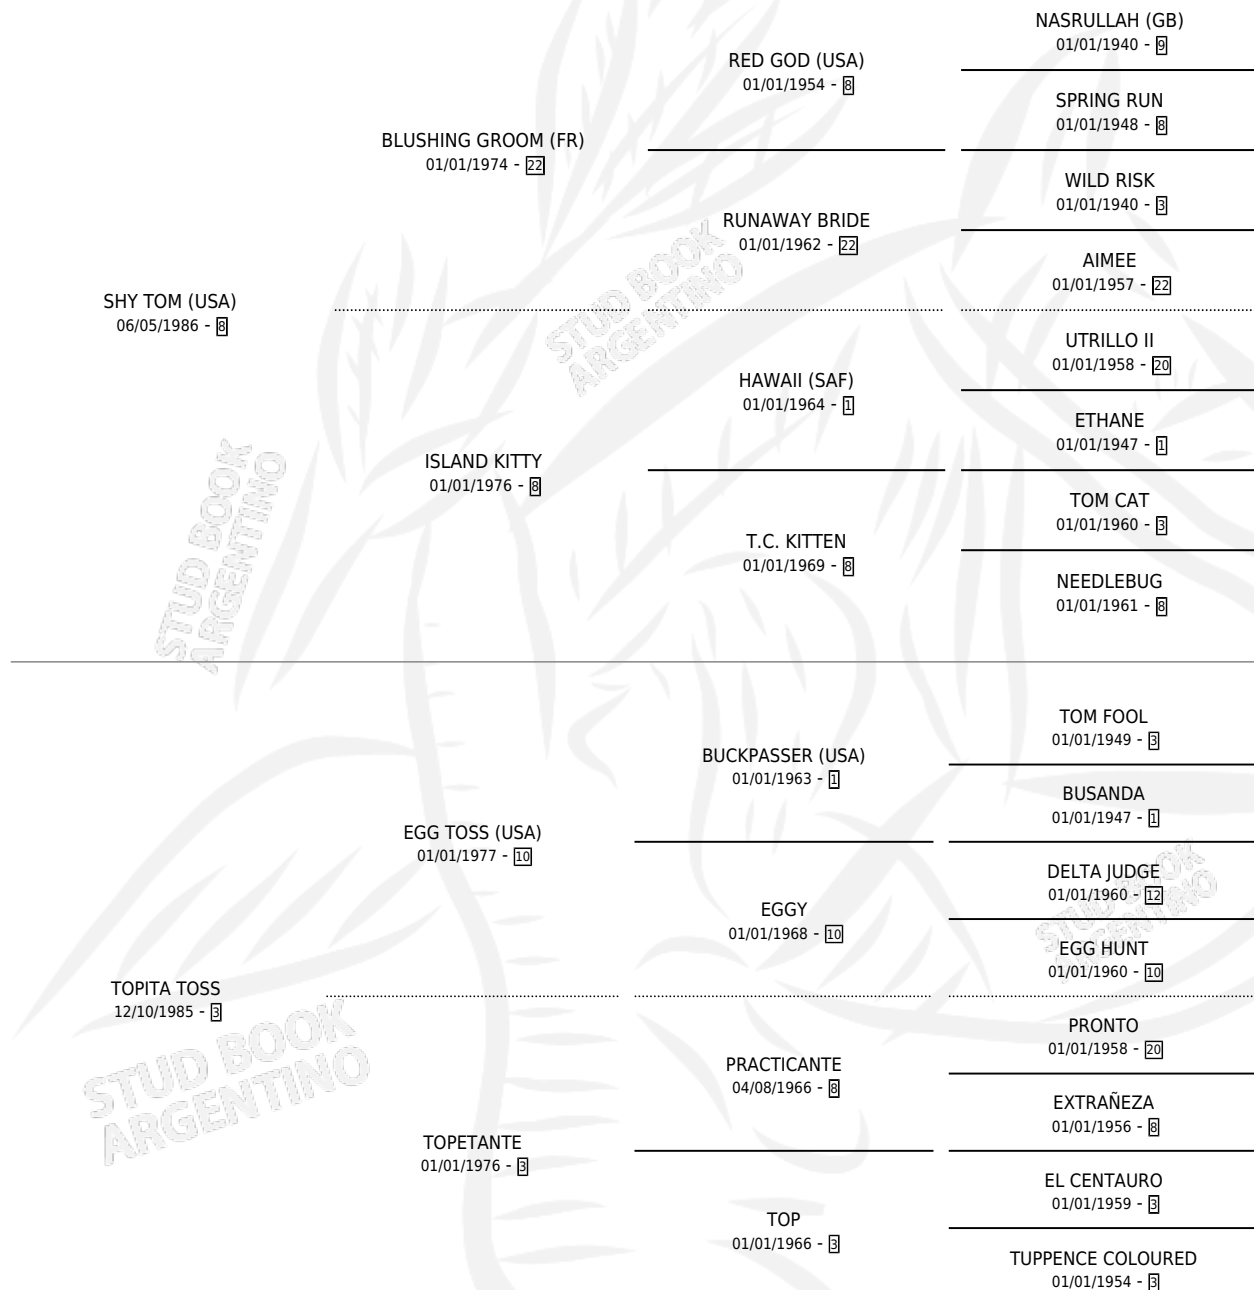 NASRULLAH (GB)
01/01/1940 - 9
RED GOD (USA)
01/01/1954 - 8
SPRING RUN
01/01/1948 - 8
BLUSHING GROOM (FR)
01/01/1974 - 22
WILD RISK
01/01/1940 - 3
RUNAWAY BRIDE
01/01/1962 - 22
AIMEE
01/01/1957 - 22
SHY TOM (USA)
06/05/1986 - 8
STUD BOOK
ARGENTINO
UTRILLO II
01/01/1958 - 20
HAWAII (SAF)
01/01/1964 - 1
ETHANE
01/01/1947 - 1
ISLAND KITTY
01/01/1976 - 8
TOM CAT
01/01/1960 - 3
T.C. KITTEN
01/01/1969 - 8
NEEDLEBUG
01/01/1961 - 8
STUD BOOK
ARGENTINO
TOM FOOL
01/01/1949 - 3
BUCKPASSER (USA)
01/01/1963 - 1
BUSANDA
01/01/1947 - 1
EGG TOSS (USA)
01/01/1977 - 10
DELTA JUDGE
01/01/1960 - 12
EGGY
01/01/1968 - 10
EGG HUNT
01/01/1960 - 10
STUD BOOK
ARGENTINO
TOPITA TOSS
12/10/1985 - 3
PRONTO
01/01/1958 - 20
PRACTICANTE
04/08/1966 - 8
EXTRAÑEZA
01/01/1956 - 8
STUD BOOK
ARGENTINO
TOPETANTE
01/01/1976 - 3
EL CENTAURO
01/01/1959 - 3
TOP
01/01/1966 - 3
TUPPENCE COLOURED
01/01/1954 - 3